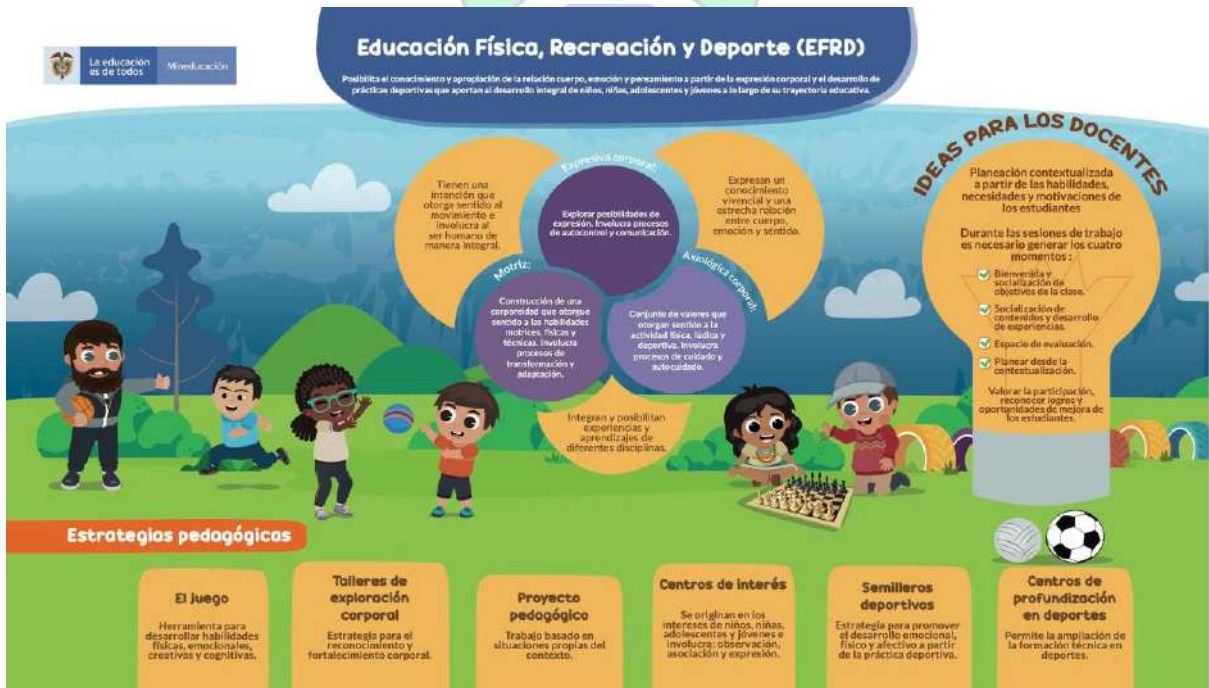 La educación
es de todos
Mineducación
Educación Física, Recreación y Deporte (EFRD)
Posibilita el conocimiento y apropiación de la relación cuerpo, emoción y pensamiento a partir de la expresión corporal y el desarrollo de
prácticas deportivas que aportan al desarrollo integral de niños, niñas, adolescentes y jóvenes a lo largo de su trayectoria educativa.
Tienen una
intención que
otorga sentido al
movimiento e
involucra al
ser humano de
manera integral.
Expresiva corporal:
Explorar posibilidades de
expresión. Involucra procesos
de autocontrol y comunicación.
Expresan un
conocimiento
vivencial y una
estrecha relación
entre cuerpo,
emoción y sentido.
Motriz:
Construcción de una
corporeidad que otorgue
sentido a las habilidades
motrices, físicas y
técnicas. Involucra
procesos de
transformación y
adaptación.
Axiológica corporal:
Conjunto de valores que
otorgan sentido a la
actividad física, lúdica y
deportiva. Involucra
procesos de cuidado y
autocuidado.
Integran y posibilitan
experiencias y
aprendizajes de
diferentes disciplinas.
IDEAS PARA LOS DOCENTES
Planeación contextualizada
a partir de las habilidades,
necesidades y motivaciones de
los estudiantes
Durante las sesiones de trabajo
es necesario generar los cuatro
momentos :
Bienvenida y
socialización de
objetivos de la clase.
Socialización de
contenidos y desarrollo
de experiencias.
Espacio de evaluación.
Planear desde la
contextualización.
Valorar la participación,
reconocer logros y
oportunidades de mejora de
los estudiantes.
Estrategias pedagógicas
El juego
Herramienta para
desarrollar habilidades
físicas, emocionales,
creativas y cognitivas.
Talleres de
exploración
corporal
Estrategia para el
reconocimiento y
fortalecimiento corporal.
Proyecto
pedagógico
Trabajo basado en
situaciones propias del
contexto.
Centros de interés
Se originan en los
intereses de niños, niñas,
adolescentes y jóvenes e
involucra: observación,
asociación y expresión.
Semilleros
deportivos
Estrategia para promover
el desarrollo emocional,
físico y afectivo a partir
de la práctica deportiva.
Centros de
profundización
en deportes
Permite la ampliación de
la formación técnica en
deportes.